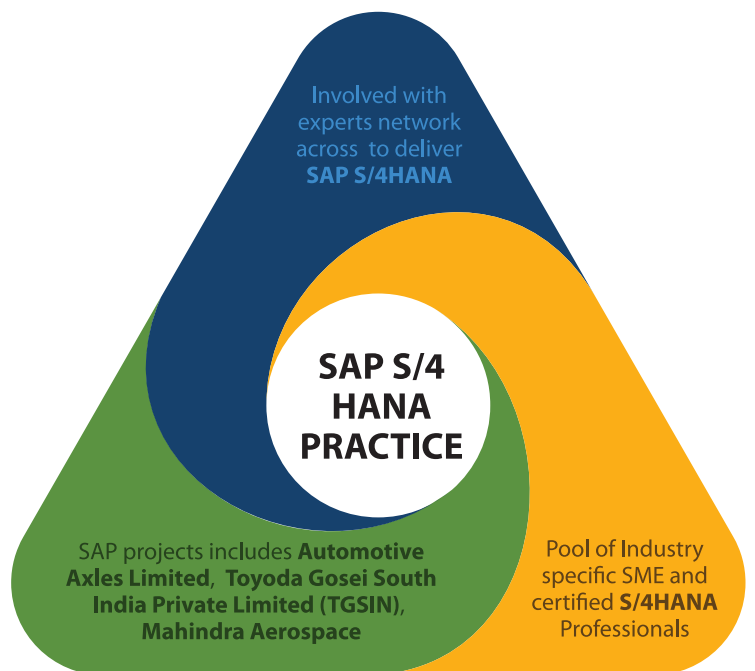 Involved with
experts network
across to deliver
SAP S/4HANA
SAP S/4
HANA
PRACTICE
SAP projects includes Automotive
Axles Limited, Toyoda Gosei South
India Private Limited (TGSIN),
Mahindra Aerospace
Pool of Industry
specific SME and
certified S/4HANA
Professionals